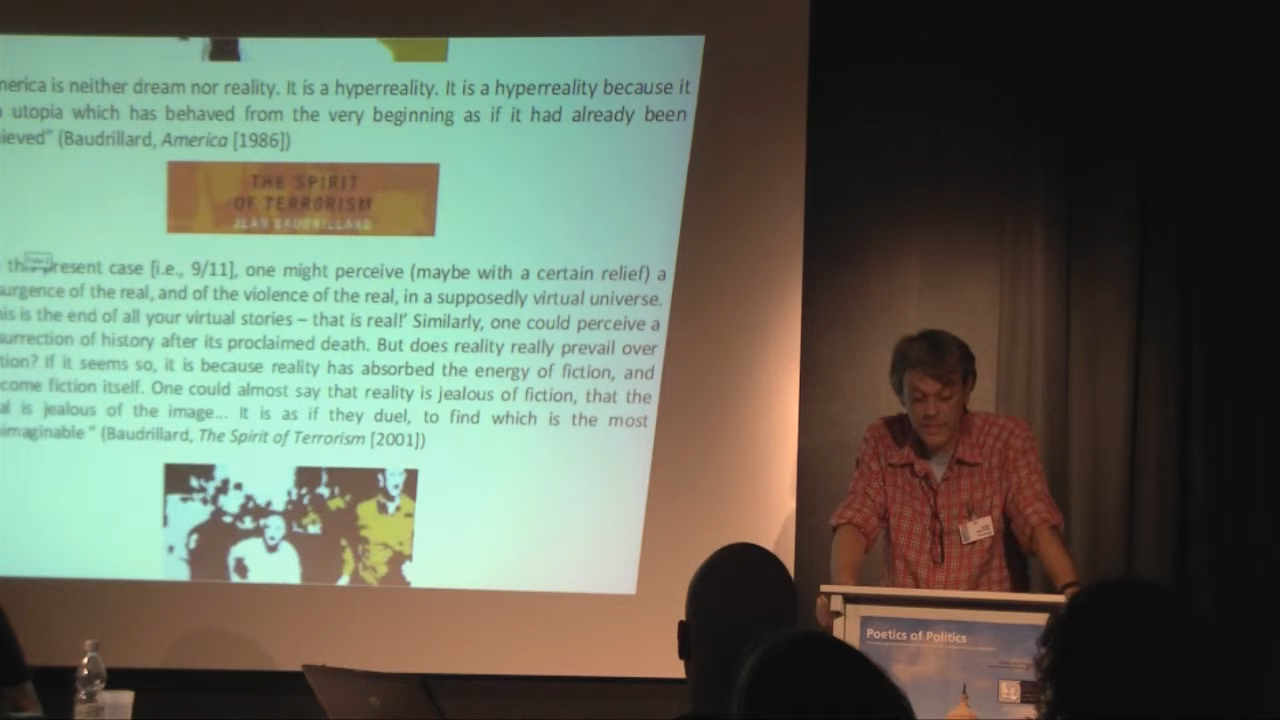 nerica is neither dream nor reality. It is a hyperreality. It is a hyperreality because it
utopia which has behaved from the very beginning as if it had already been
ieved" (Baudrillard, America [1986])
THE SPIRIT
OF TERRORISM
JEAN BAUDRILLARD
this present case [i.e., 9/11], one might perceive (maybe with a certain relief) a
urgence of the real, and of the violence of the real, in a supposedly virtual universe.
is is the end of all your virtual stories – that is real!' Similarly, one could perceive a
urrection of history after its proclaimed death. But does reality really prevail over
tion? If it seems so, it is because reality has absorbed the energy of fiction, and
come fiction itself. One could almost say that reality is jealous of fiction, that the
al is jealous of the image... It is as if they duel, to find which is the most
imaginable" (Baudrillard, The Spirit of Terrorism [2001])
Poetics of Politics